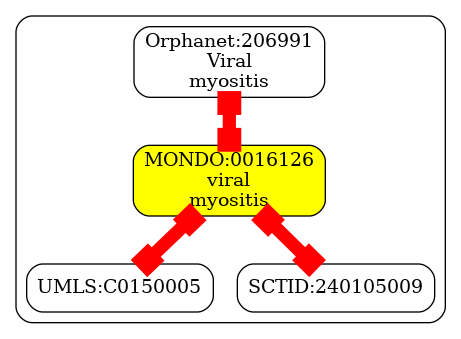 Orphanet:206991
Viral
myositis
MONDO:0016126
viral
myositis
UMLS:C0150005
SCTID:240105009